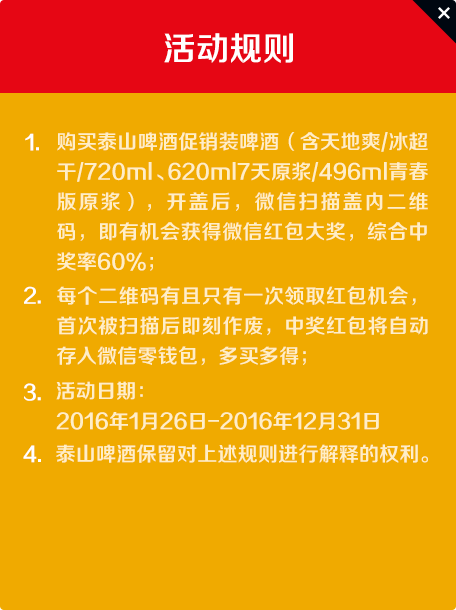 活动规则
1. 购买泰山啤酒促销装啤酒（含天地爽/冰超
干/720ml、620ml7天原浆/496ml青春
版原浆），开盖后，微信扫描盖内二维
码，即有机会获得微信红包大奖，综合中
奖率60%；
2. 每个二维码有且只有一次领取红包机会，
首次被扫描后即刻作废，中奖红包将自动
存入微信零钱包，多买多得；
3. 活动日期：
2016年1月26日-2016年12月31日
4. 泰山啤酒保留对上述规则进行解释的权利。